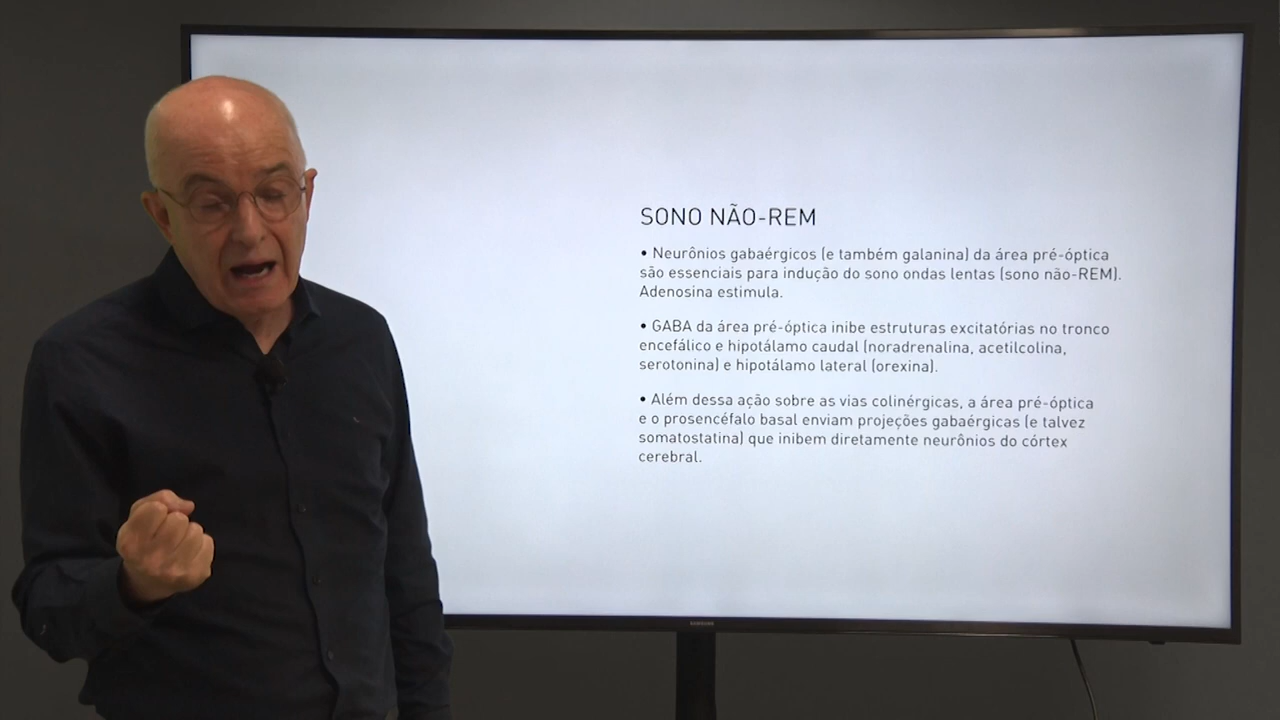 SONO NÃO-REM
• Neurônios gabaérgicos (e também galanina) da área pré-óptica
são essenciais para indução do sono ondas lentas (sono não-REM).
Adenosina estimula.
• GABA da área pré-óptica inibe estruturas excitatórias no tronco
encefálico e hipotálamo caudal (noradrenalina, acetilcolina,
serotonina) e hipotálamo lateral (orexina).
• Além dessa ação sobre as vias colinérgicas, a área pré-óptica
e o prosencéfalo basal enviam projeções gabaérgicas (e talvez
somatostatina) que inibem diretamente neurônios do córtex
cerebral.
SAMSUNG